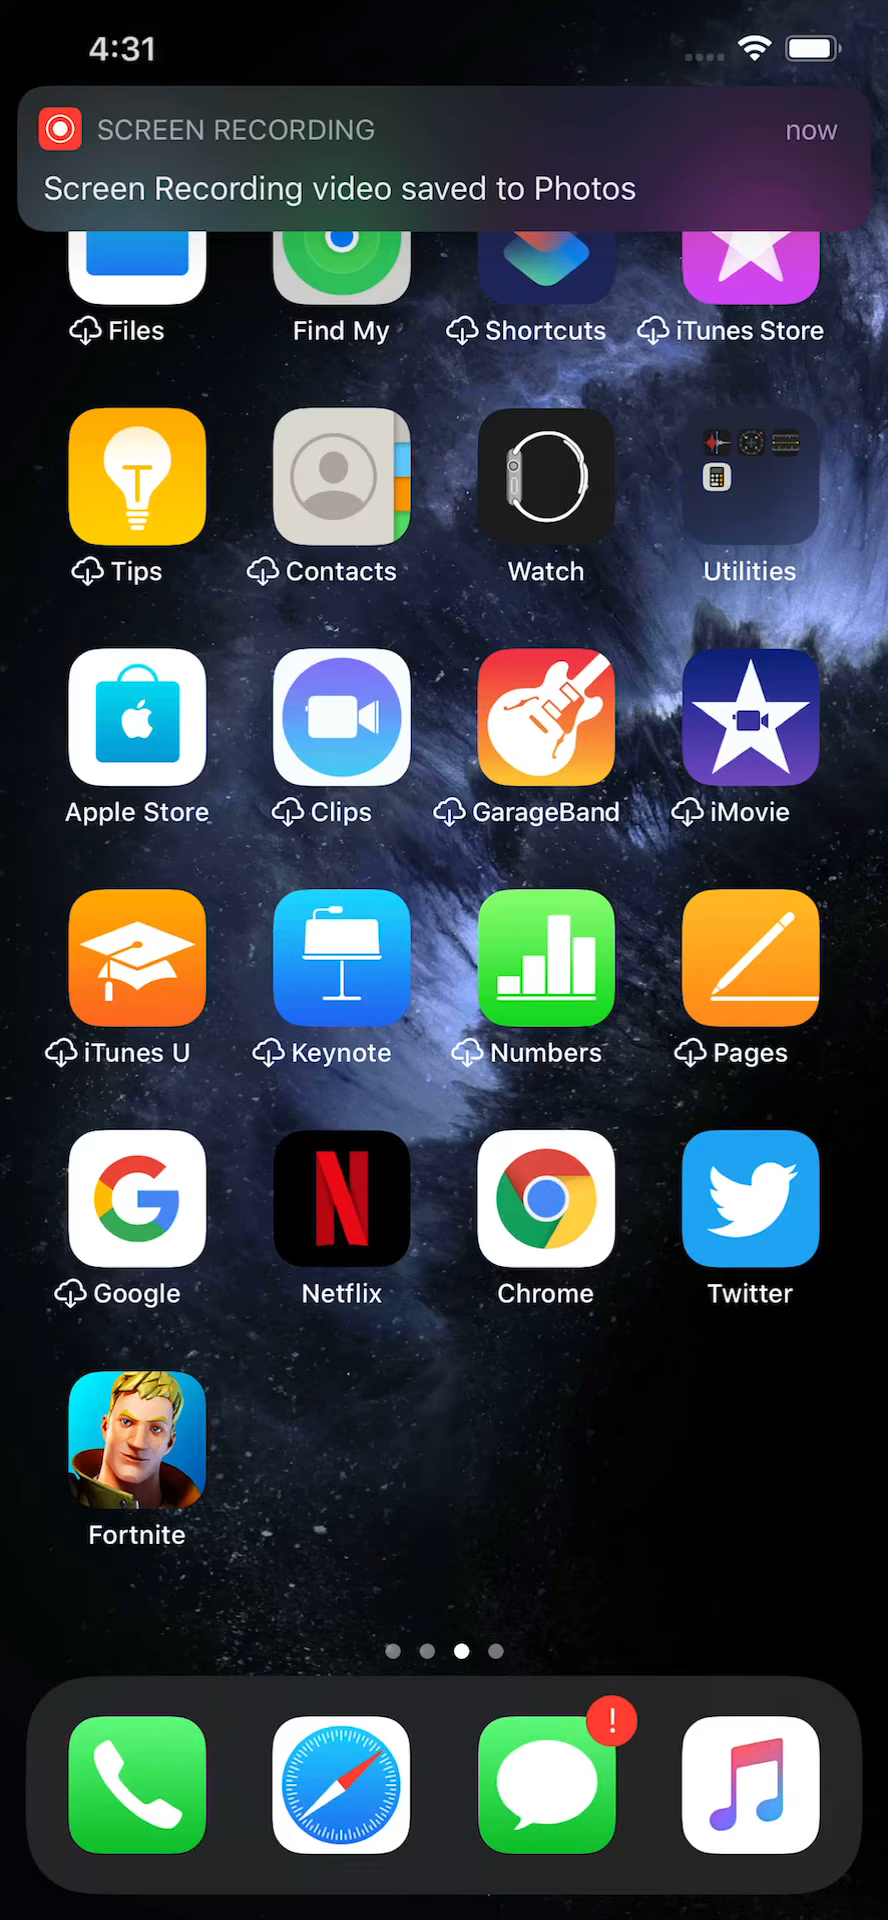 4:31
SCREEN RECORDING now
Screen Recording video saved to Photos
Files Find My Shortcuts iTunes Store
Tips Contacts Watch Utilities
Apple Store Clips GarageBand iMovie
iTunes U Keynote Numbers Pages
Google Netflix Chrome Twitter
Fortnite
!